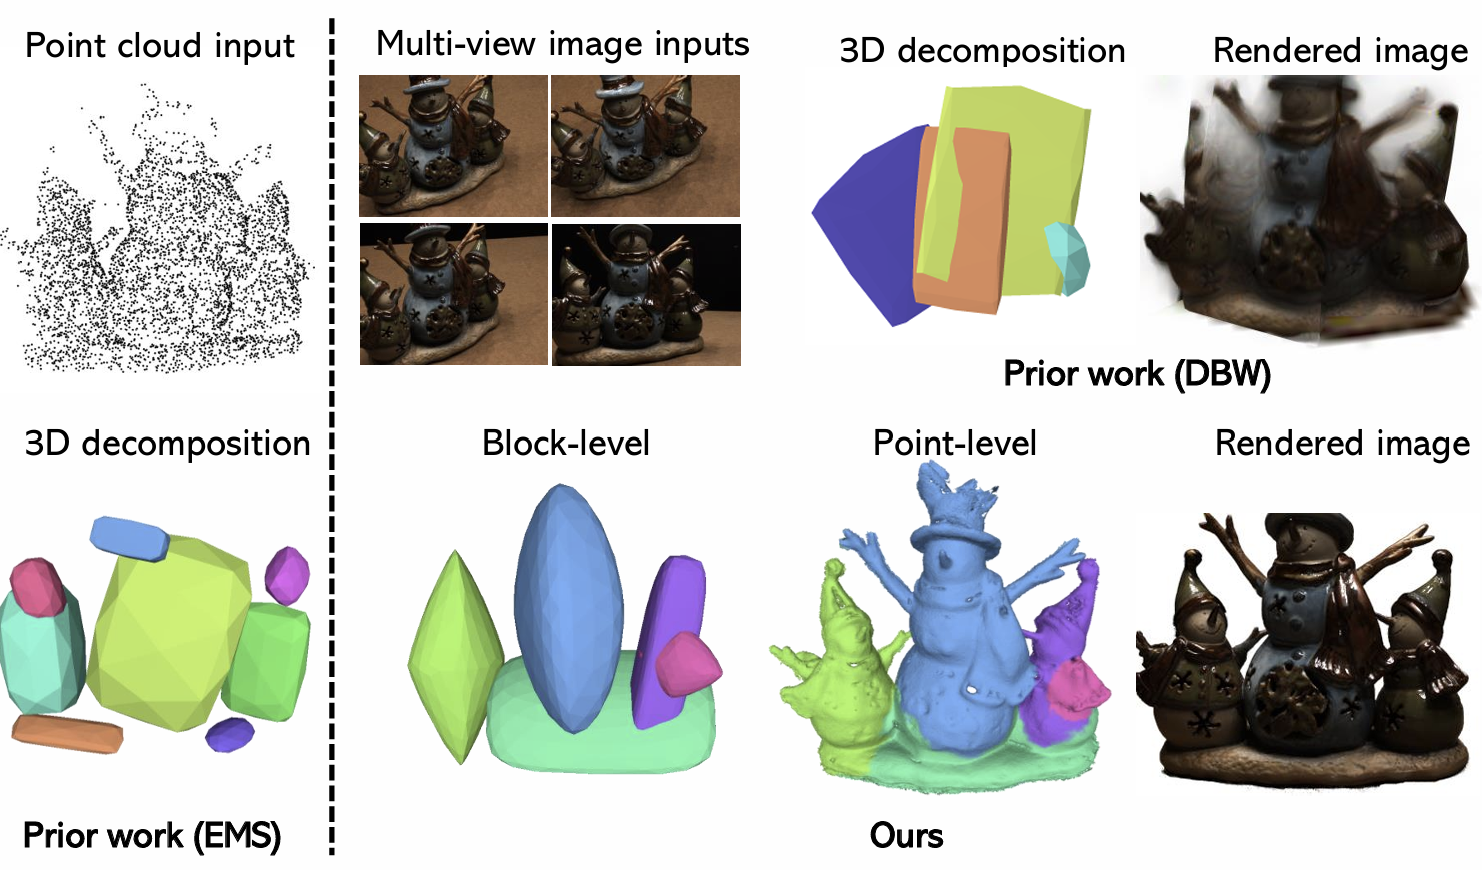 Point cloud input
3D decomposition
Prior work (EMS)
Multi-view image inputs
3D decomposition
Rendered image
Prior work (DBW)
Block-level
Point-level
Rendered image
Ours